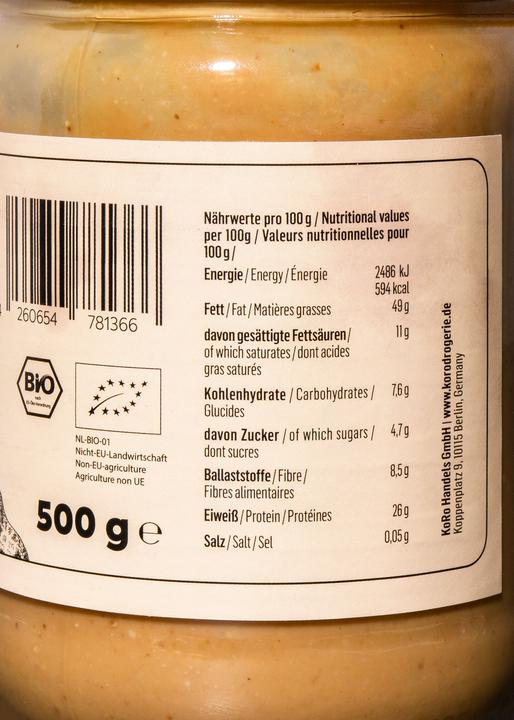 260654 781366
BIO
nach
EG-Öko-Verordnung
NL-BIO-01
Nicht-EU-Landwirtschaft
Non-EU-agriculture
Agriculture non UE
500 g e
Nährwerte pro 100 g / Nutritional values
per 100g / Valeurs nutritionnelles pour
100 g /
Energie / Energy / Énergie 2486 kJ
594 kcal
Fett / Fat / Matières grasses 49 g
davon gesättigte Fettsäuren / 11 g
of which saturates / dont acides
gras saturés
Kohlenhydrate / Carbohydrates / 7,6 g
Glucides
davon Zucker / of which sugars / 4,7 g
dont sucres
Ballaststoffe / Fibre / 8,5 g
Fibres alimentaires
Eiweiß / Protein / Protéines 26 g
Salz / Salt / Sel 0,05 g
KoRo Handels GmbH | www.korodrogerie.de
Koppenplatz 9, 10115 Berlin, Germany